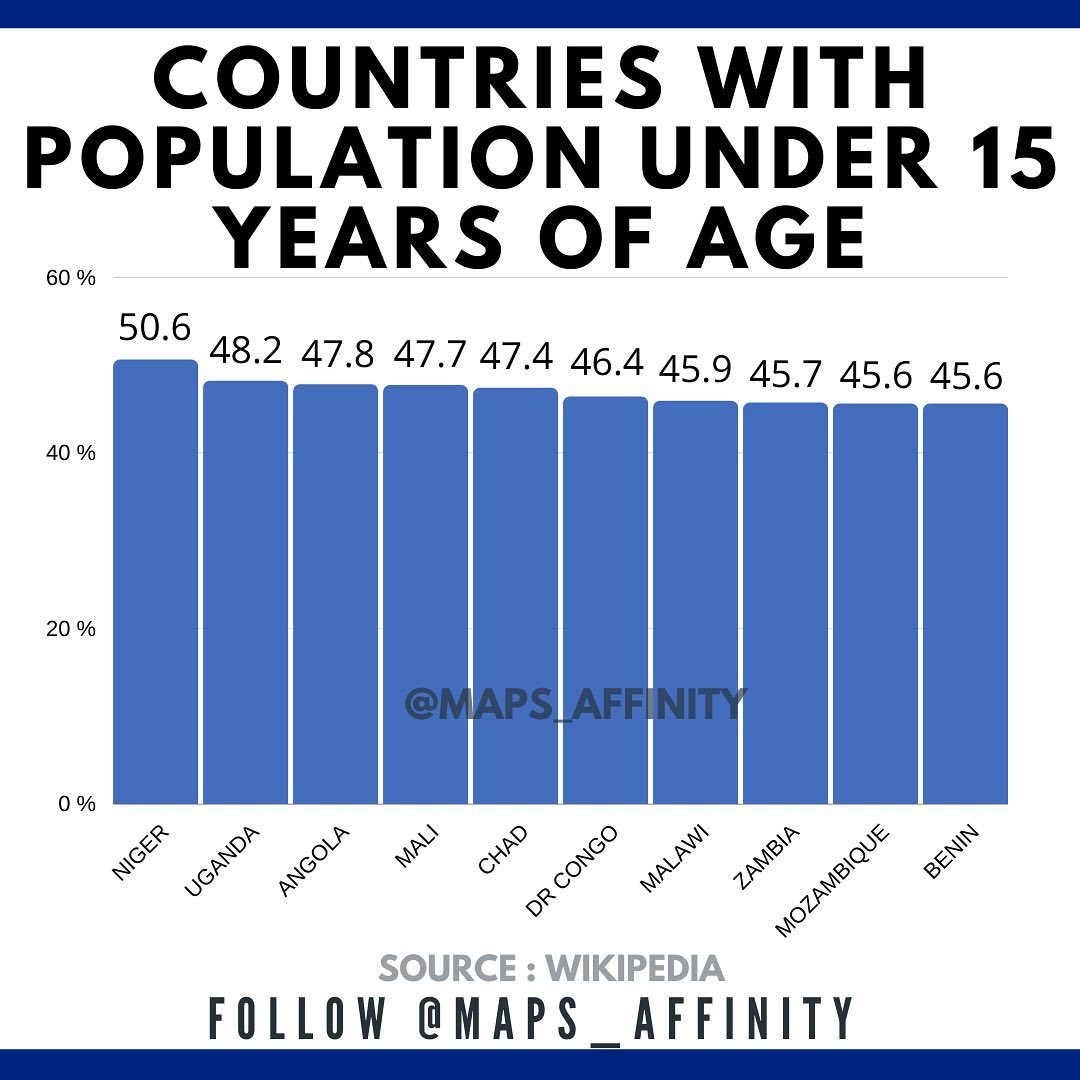 COUNTRIES WITH
POPULATION UNDER 15
YEARS OF AGE
60 %
50.6 48.2 47.8 47.7 47.4 46.4 45.9 45.7 45.6 45.6
40 %
20 %
@MAPS_AFFINITY
0 %
NIGER UGANDA ANGOLA MALI CHAD DR CONGO MALAWI ZAMBIA MOZAMBIQUE BENIN
SOURCE : WIKIPEDIA
FOLLOW @MAPS_AFFINITY